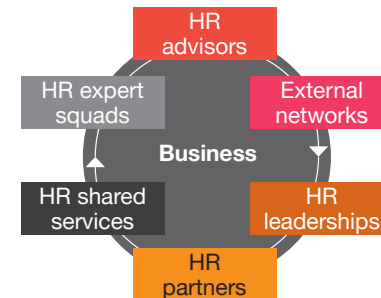 HR
advisors
HR expert
squads
External
networks
Business
HR shared
services
HR
leaderships
HR
partners